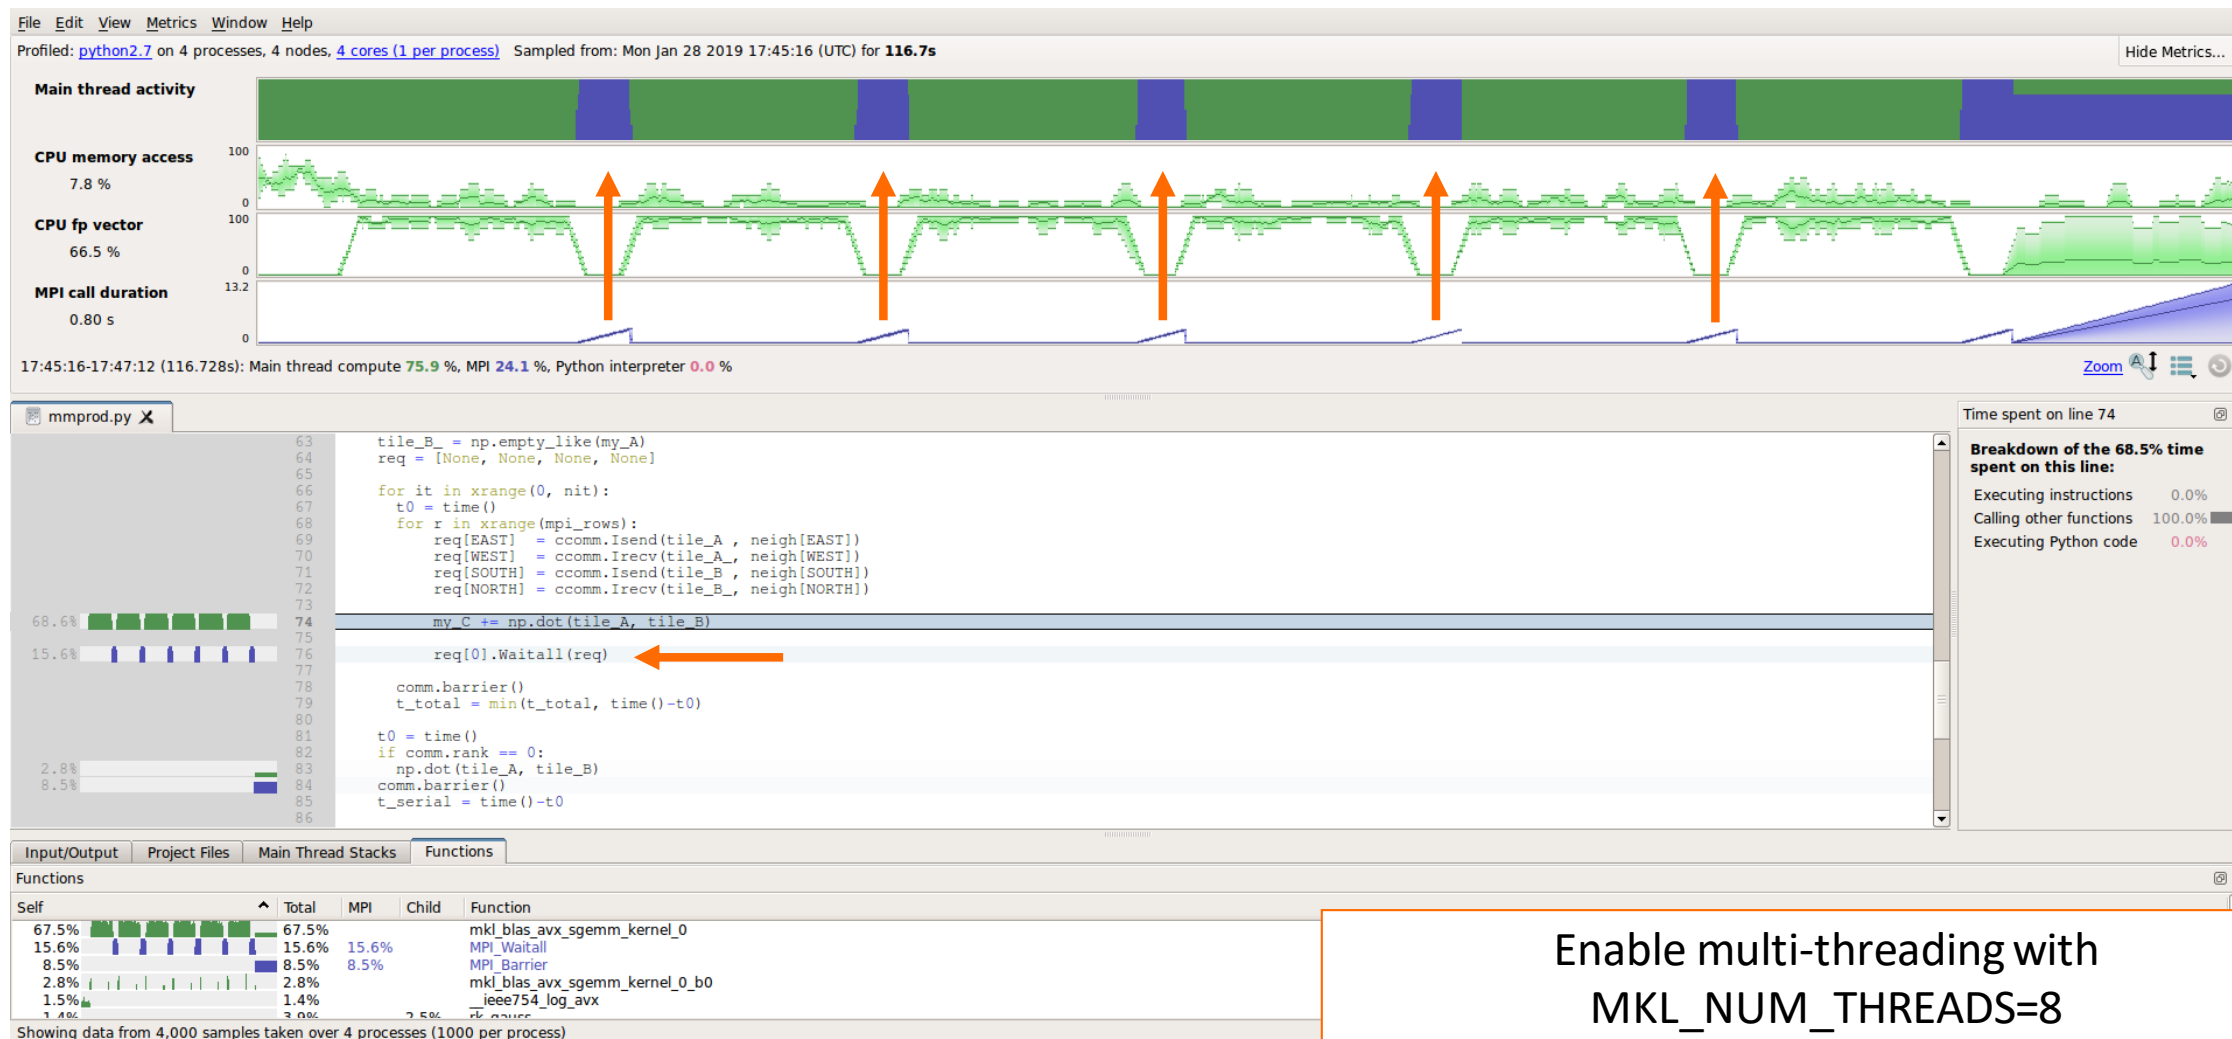 File Edit View Metrics Window Help
Profiled: python2.7 on 4 processes, 4 nodes, 4 cores (1 per process) Sampled from: Mon Jan 28 2019 17:45:16 (UTC) for 116.7s Hide Metrics...
Main thread activity
CPU memory access 100
7.8 %
0
CPU fp vector 100
66.5 %
0
MPI call duration 13.2
0.80 s
0
17:45:16-17:47:12 (116.728s): Main thread compute 75.9 %, MPI 24.1 %, Python interpreter 0.0 % Zoom
mmprod.py
63 tile_B_ = np.empty_like(my_A)
64 req = [None, None, None, None]
65
66 for it in xrange(0, nit):
67 t0 = time()
68 for r in xrange(mpi_rows):
69 req[EAST] = ccomm.Isend(tile_A , neigh[EAST])
70 req[WEST] = ccomm.Irecv(tile_A_, neigh[WEST])
71 req[SOUTH] = ccomm.Isend(tile_B , neigh[SOUTH])
72 req[NORTH] = ccomm.Irecv(tile_B_, neigh[NORTH])
73
68.6% 74 my_C += np.dot(tile_A, tile_B)
75
15.6% 76 req[0].Waitall(req)
77
78 comm.barrier()
79 t_total = min(t_total, time()-t0)
80
81 t0 = time()
82 if comm.rank == 0:
2.8% 83 np.dot(tile_A, tile_B)
8.5% 84 comm.barrier()
85 t_serial = time()-t0
86
Time spent on line 74
Breakdown of the 68.5% time
spent on this line:
Executing instructions 0.0%
Calling other functions 100.0%
Executing Python code 0.0%
Input/Output Project Files Main Thread Stacks Functions
Functions
Self Total MPI Child Function
67.5% 67.5% mkl_blas_avx_sgemm_kernel_0
15.6% 15.6% 15.6% MPI_Waitall
8.5% 8.5% 8.5% MPI_Barrier
2.8% 2.8% mkl_blas_avx_sgemm_kernel_0_b0
1.5% 1.4% __ieee754_log_avx
1.4% 3.9% 2.5% rk_gauss
Showing data from 4,000 samples taken over 4 processes (1000 per process)
Enable multi-threading with
MKL_NUM_THREADS=8